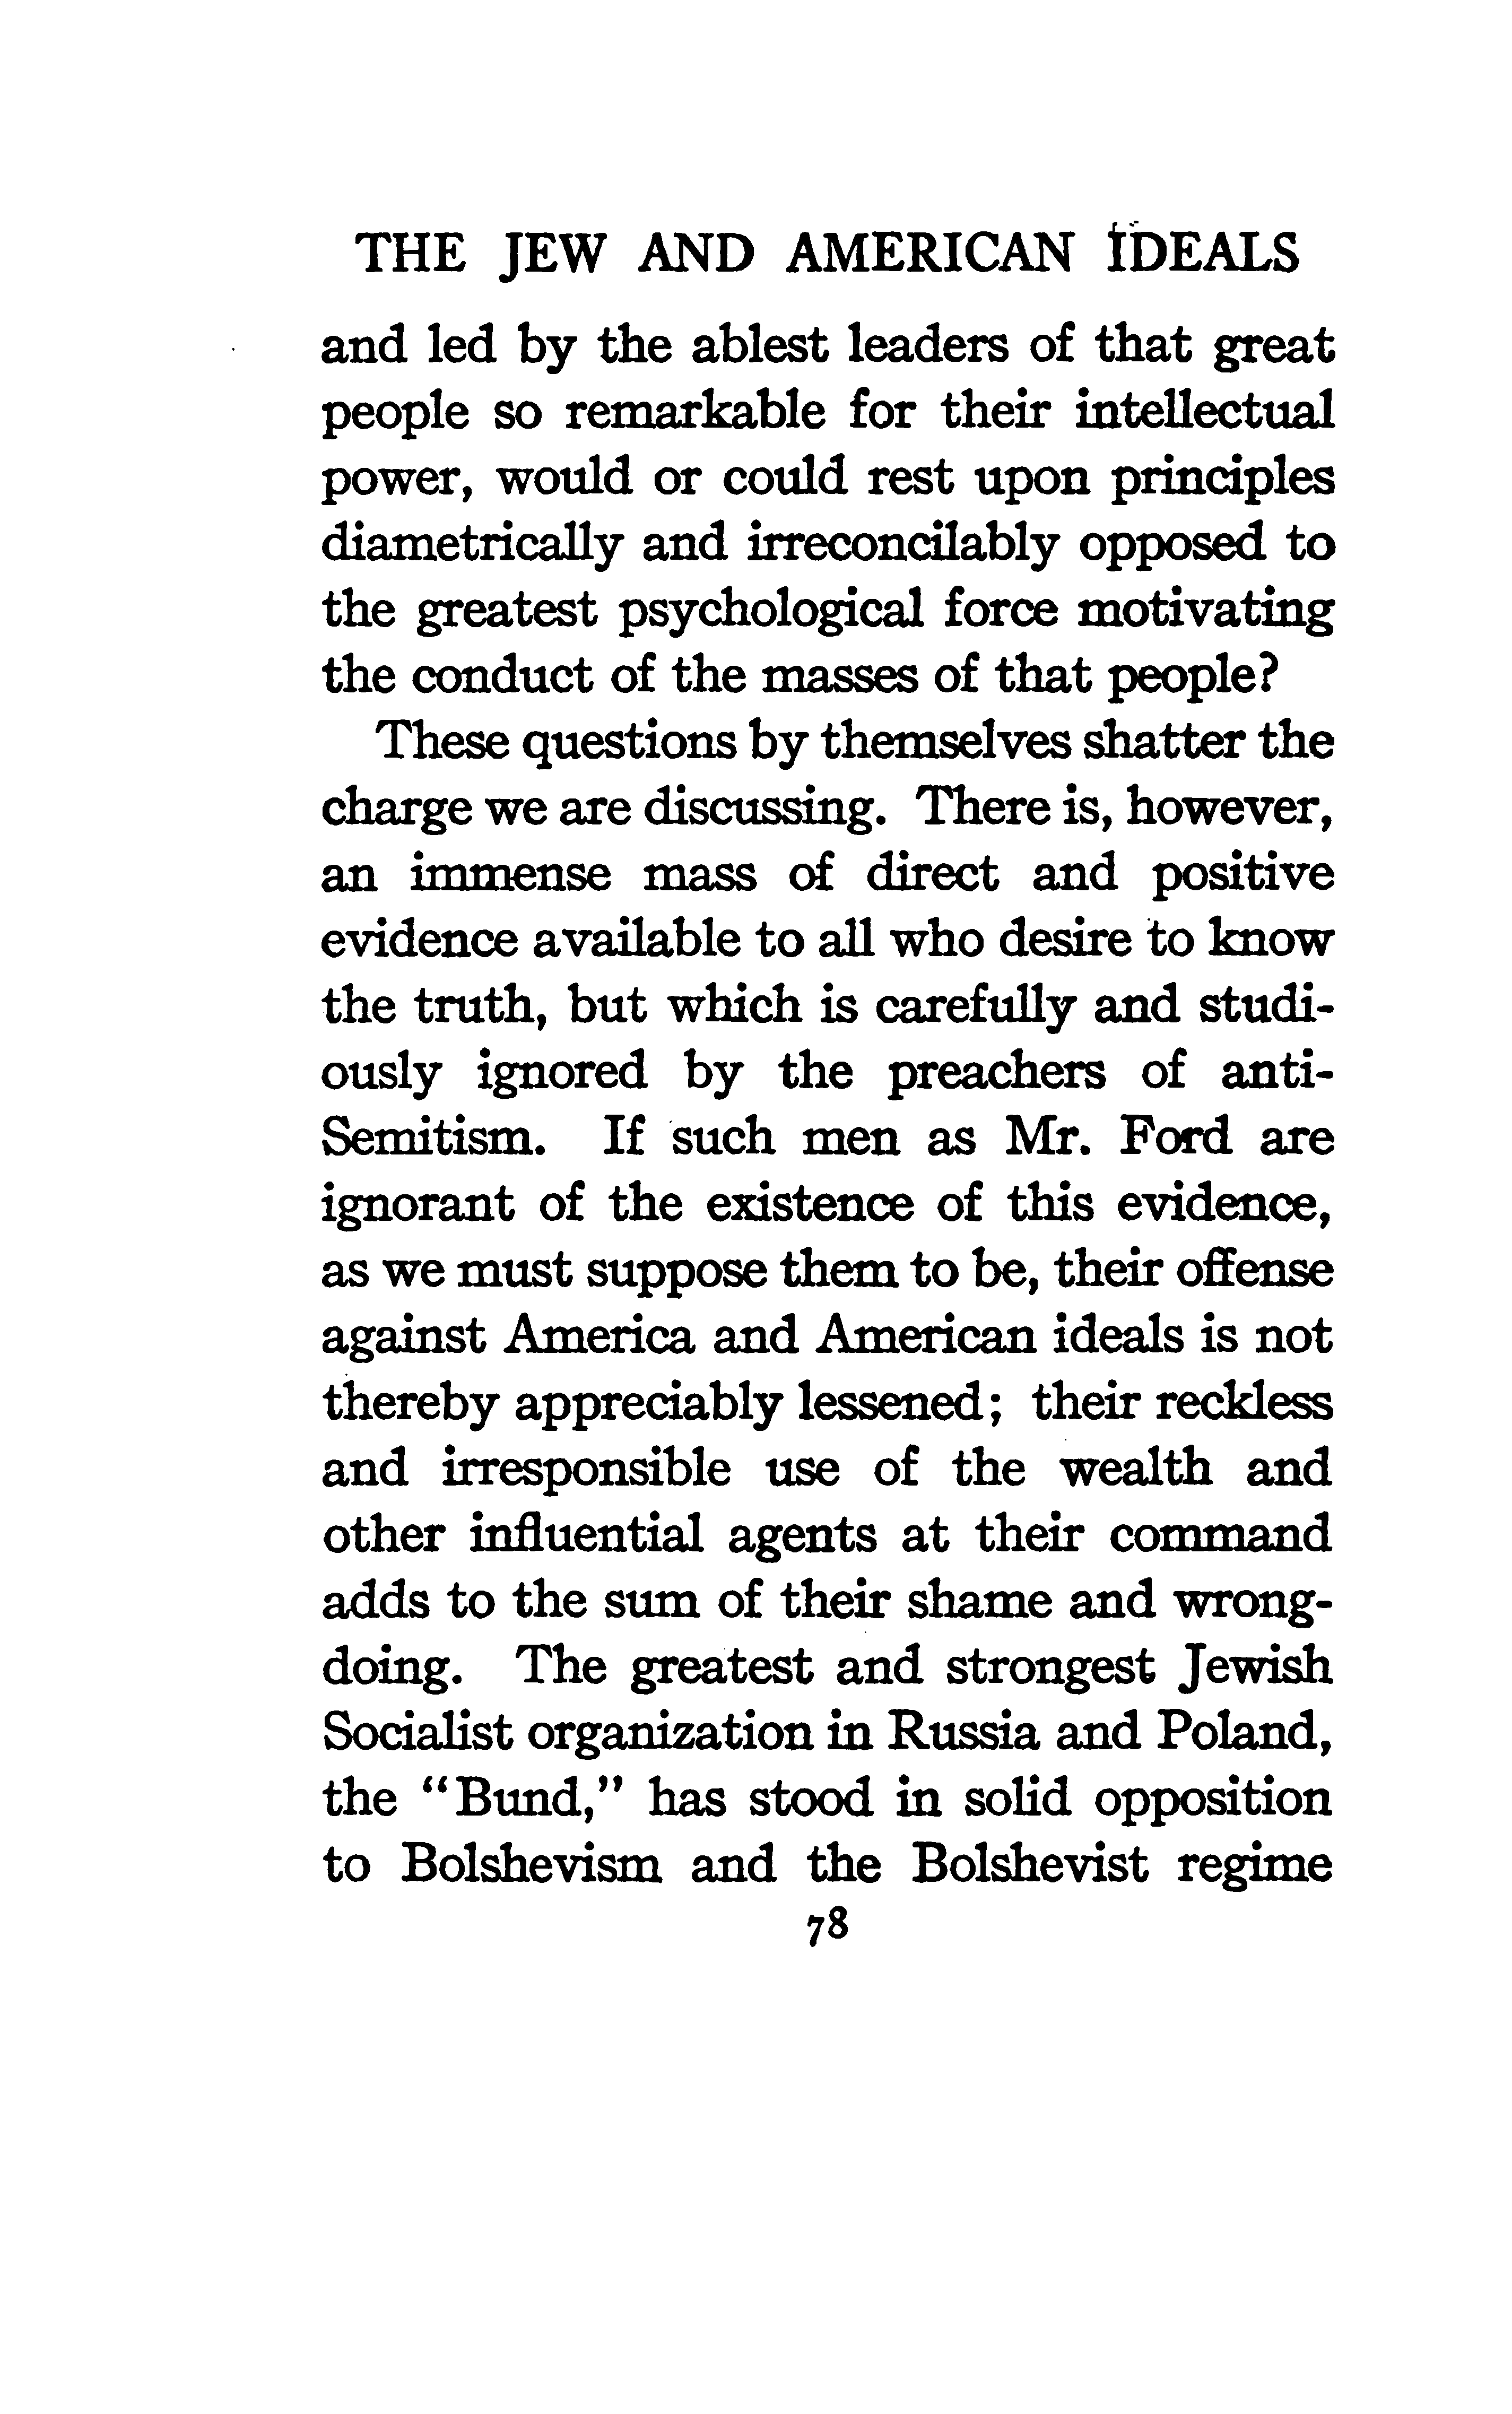 THE JEW AND AMERICAN IDEALS
and led by the ablest leaders of that great
people so remarkable for their intellectual
power, would or could rest upon principles
diametrically and irreconcilably opposed to
the greatest psychological force motivating
the conduct of the masses of that people?
These questions by themselves shatter the
charge we are discussing. There is, however,
an immense mass of direct and positive
evidence available to all who desire to know
the truth, but which is carefully and studi-
ously ignored by the preachers of anti-
Semitism. If such men as Mr. Ford are
ignorant of the existence of this evidence,
as we must suppose them to be, their offense
against America and American ideals is not
thereby appreciably lessened; their reckless
and irresponsible use of the wealth and
other influential agents at their command
adds to the sum of their shame and wrong-
doing. The greatest and strongest Jewish
Socialist organization in Russia and Poland,
the "Bund," has stood in solid opposition
to Bolshevism and the Bolshevist regime
78